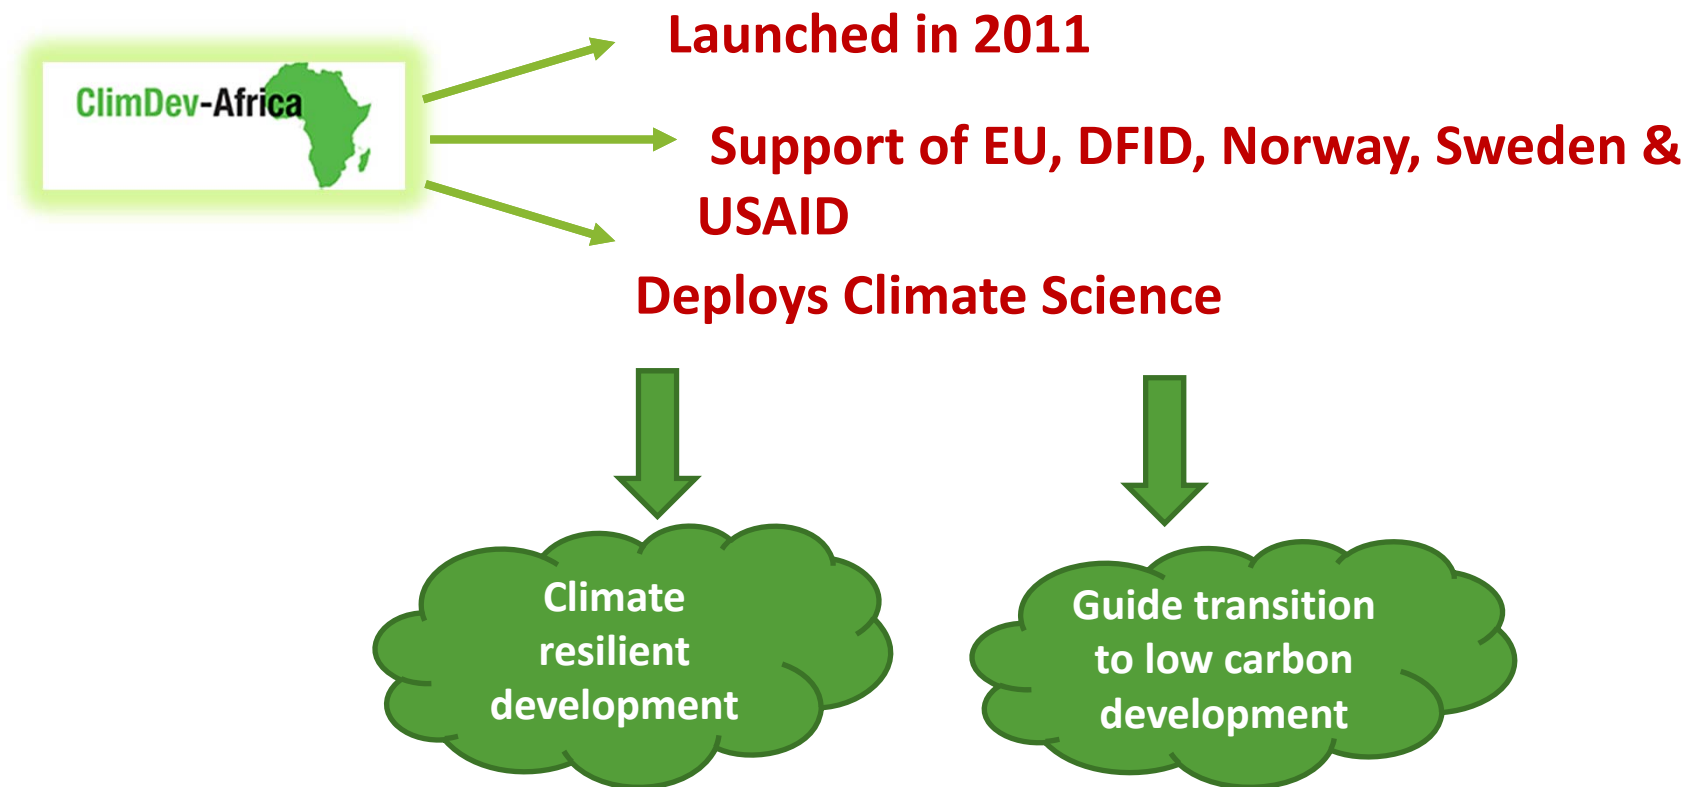 ClimDev-Africa
Launched in 2011
Support of EU, DFID, Norway, Sweden &
USAID
Deploys Climate Science
Climate
resilient
development
Guide transition
to low carbon
development